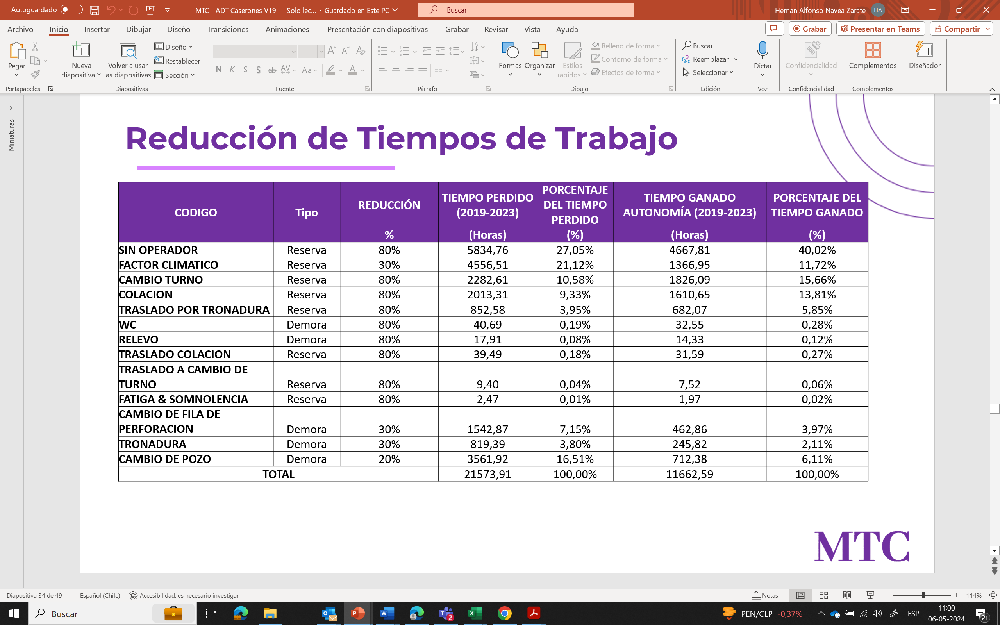 Autoguardado
MTC - ADT Caserones V19 - Solo lec... • Guardado en Este PC
Buscar
Hernan Alfonso Navea Zarate HA
Archivo Inicio Insertar Dibujar Diseño Transiciones Animaciones Presentación con diapositivas Grabar Revisar Vista Ayuda
Grabar Presentar en Teams Compartir
Pegar
Portapapeles
Nueva diapositiva
Volver a usar las diapositivas
Diseño
Restablecer
Sección
Diapositivas
N K S S ab AV Aa A
Fuente
Párrafo
Formas Organizar Estilos rápidos
Relleno de forma
Contorno de forma
Efectos de forma
Dibujo
Buscar
Reemplazar
Seleccionar
Edición
Dictar
Voz
Confidencialidad
Confidencialidad
Complementos
Complementos
Diseñador
Miniaturas
Reducción de Tiempos de Trabajo
CODIGO Tipo REDUCCIÓN TIEMPO PERDIDO (2019-2023) PORCENTAJE DEL TIEMPO PERDIDO TIEMPO GANADO AUTONOMÍA (2019-2023) PORCENTAJE DEL TIEMPO GANADO
% (Horas) (%) (Horas) (%)
SIN OPERADOR Reserva 80% 5834,76 27,05% 4667,81 40,02%
FACTOR CLIMATICO Reserva 30% 4556,51 21,12% 1366,95 11,72%
CAMBIO TURNO Reserva 80% 2282,61 10,58% 1826,09 15,66%
COLACION Reserva 80% 2013,31 9,33% 1610,65 13,81%
TRASLADO POR TRONADURA Reserva 80% 852,58 3,95% 682,07 5,85%
WC Demora 80% 40,69 0,19% 32,55 0,28%
RELEVO Demora 80% 17,91 0,08% 14,33 0,12%
TRASLADO COLACION Reserva 80% 39,49 0,18% 31,59 0,27%
TRASLADO A CAMBIO DE
TURNO Reserva 80% 9,40 0,04% 7,52 0,06%
FATIGA & SOMNOLENCIA Reserva 80% 2,47 0,01% 1,97 0,02%
CAMBIO DE FILA DE
PERFORACION Demora 30% 1542,87 7,15% 462,86 3,97%
TRONADURA Demora 30% 819,39 3,80% 245,82 2,11%
CAMBIO DE POZO Demora 20% 3561,92 16,51% 712,38 6,11%
TOTAL 21573,91 100,00% 11662,59 100,00%
MTC
Diapositiva 34 de 49 Español (Chile) Accesibilidad: es necesario investigar Notas 114%
Buscar
PEN/CLP -0,37% ESP 11:00
06-05-2024
21
2